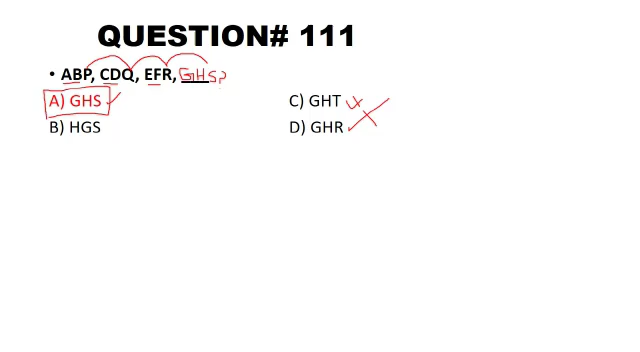 QUESTION# 111
• ABP, CDQ, EFR, GHS?
A) GHS
C) GHT
B) HGS
D) GHR